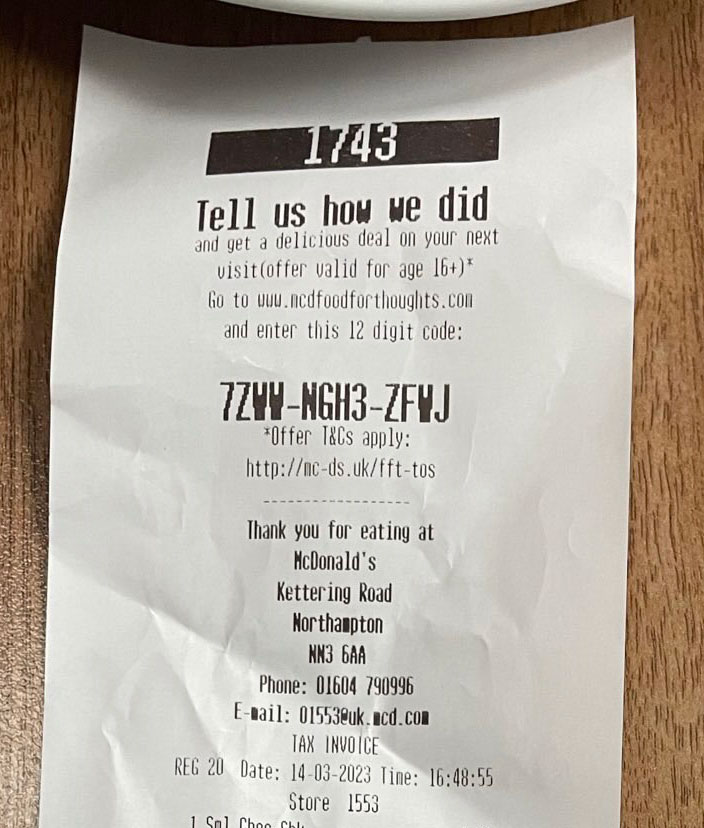 1743
Tell us how we did
and get a delicious deal on your next
visit(offer valid for age 16+)*
Go to www.mcdfoodforthoughts.com
and enter this 12 digit code:
7ZWW-NGH3-ZFWJ
*Offer T&Cs apply:
http://mc-ds.uk/fft-tos
------------------
Thank you for eating at
McDonald's
Kettering Road
Northampton
NN3 6AA
Phone: 01604 790996
E-mail: 01553@uk.mcd.com
TAX INVOICE
REG 20 Date: 14-03-2023 Time: 16:48:55
Store 1553
1 Sml Choc